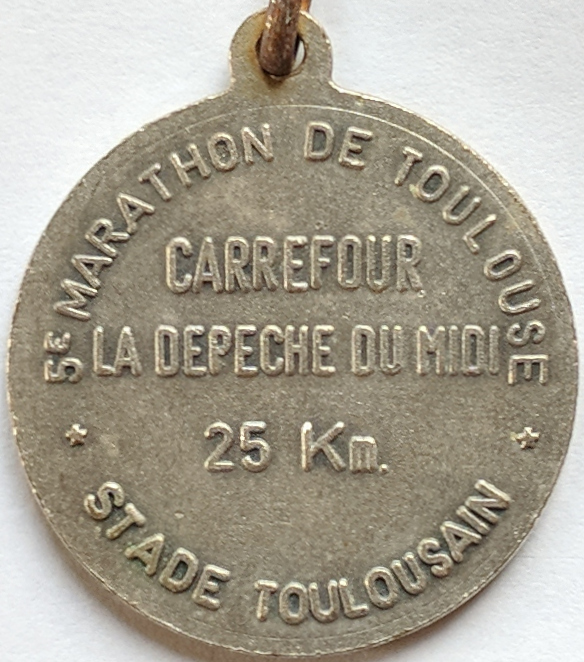 5E MARATHON DE TOULOUSE
CARREFOUR
LA DEPECHE DU MIDI
25 Km.
* STADE TOULOUSAIN *